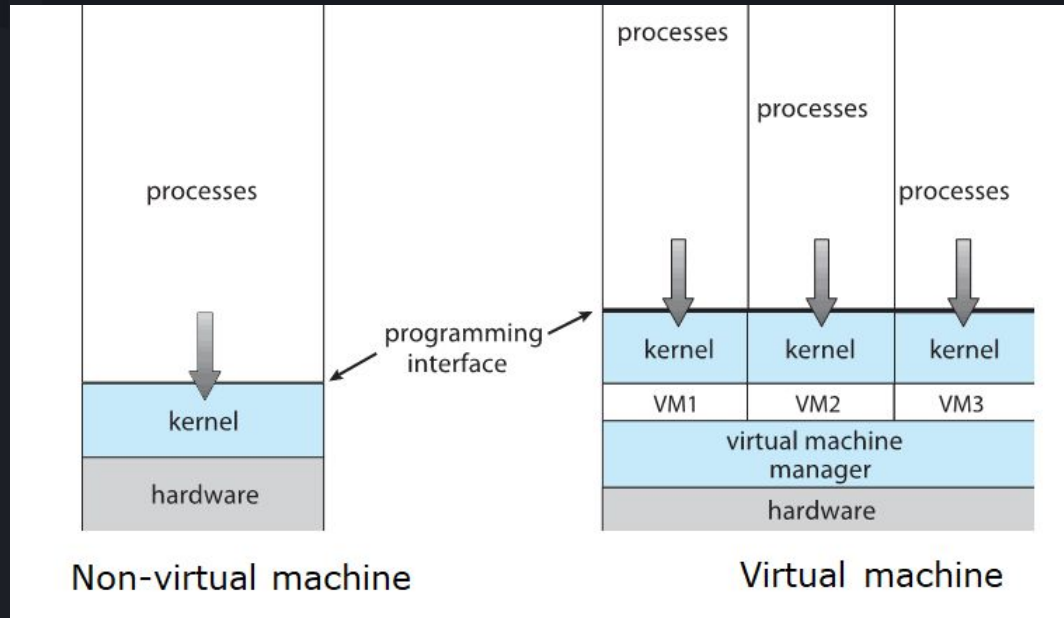 processes
kernel
hardware
Non-virtual machine
programming
interface
processes
processes
processes
kernel
kernel
kernel
VM1
VM2
VM3
virtual machine
manager
hardware
Virtual machine